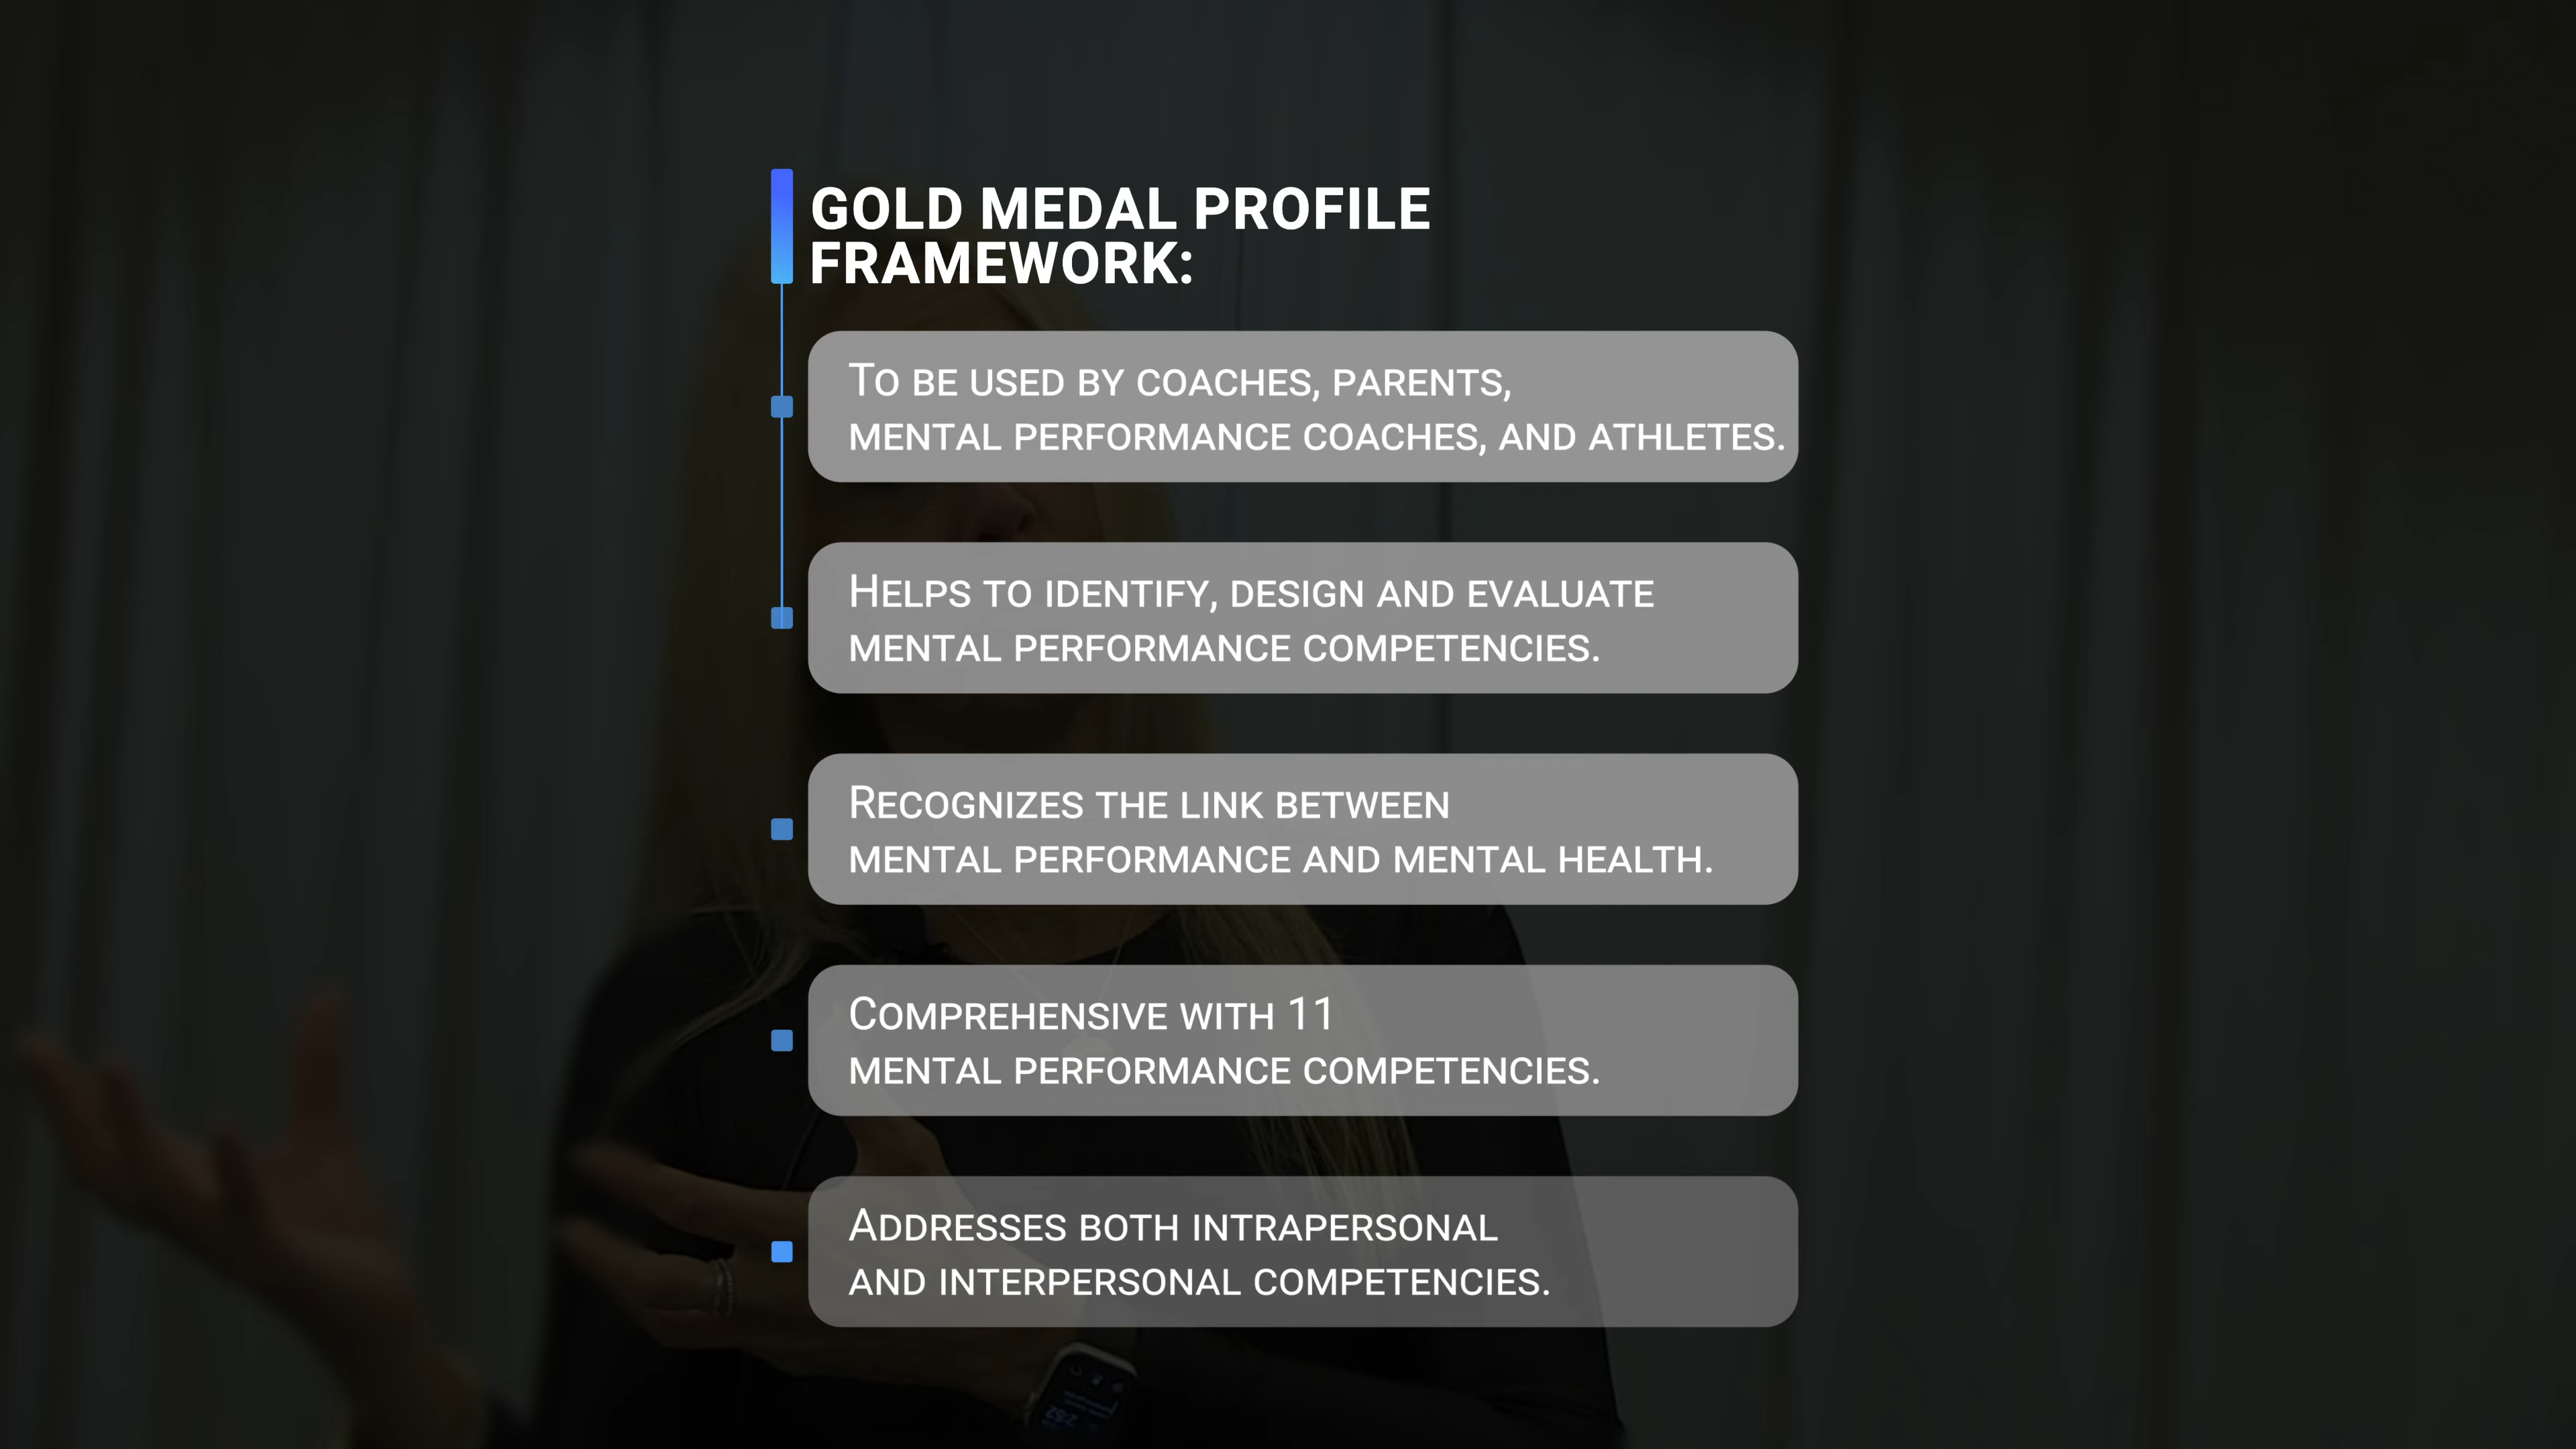 GOLD MEDAL PROFILE
FRAMEWORK:
To be used by coaches, parents,
mental performance coaches, and athletes.
Helps to identify, design and evaluate
mental performance competencies.
Recognizes the link between
mental performance and mental health.
Comprehensive with 11
mental performance competencies.
Addresses both intrapersonal
and interpersonal competencies.
2:52